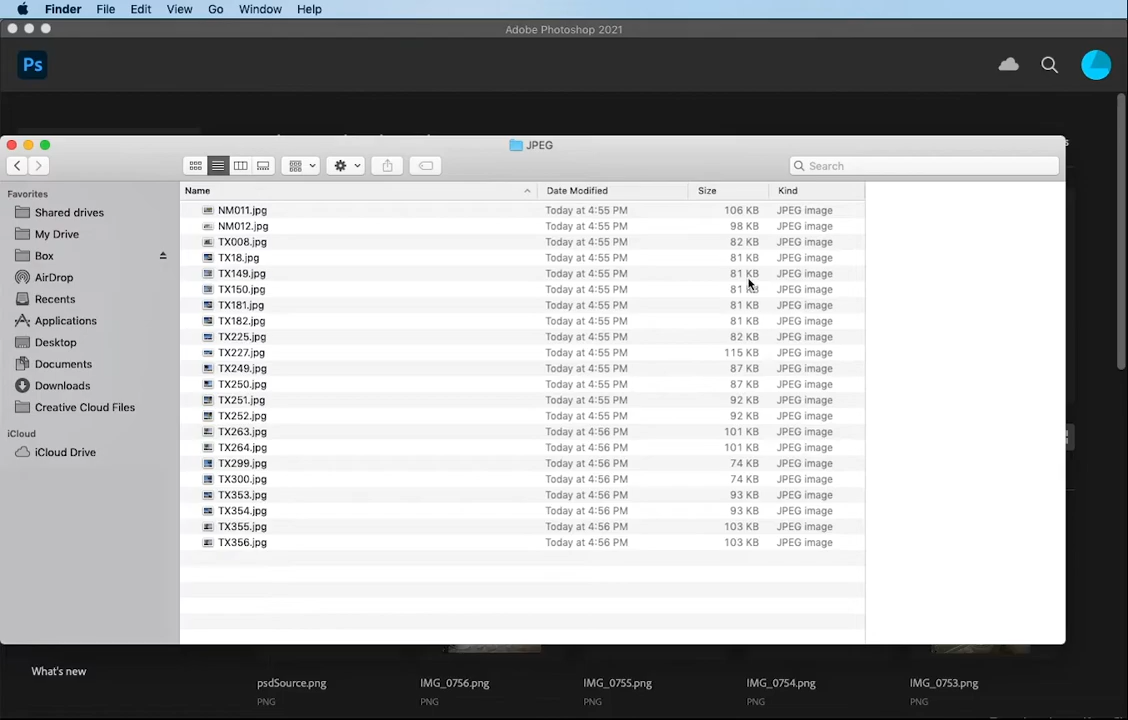 Finder File Edit View Go Window Help
Adobe Photoshop 2021
Ps
JPEG
Search
Favorites
Shared drives
My Drive
Box
AirDrop
Recents
Applications
Desktop
Documents
Downloads
Creative Cloud Files
iCloud
iCloud Drive
Name Date Modified Size Kind
NM011.jpg Today at 4:55 PM 106 KB JPEG image
NM012.jpg Today at 4:55 PM 98 KB JPEG image
TX008.jpg Today at 4:55 PM 82 KB JPEG image
TX18.jpg Today at 4:55 PM 81 KB JPEG image
TX149.jpg Today at 4:55 PM 81 KB JPEG image
TX150.jpg Today at 4:55 PM 81 KB JPEG image
TX181.jpg Today at 4:55 PM 81 KB JPEG image
TX182.jpg Today at 4:55 PM 81 KB JPEG image
TX225.jpg Today at 4:55 PM 82 KB JPEG image
TX227.jpg Today at 4:55 PM 115 KB JPEG image
TX249.jpg Today at 4:55 PM 87 KB JPEG image
TX250.jpg Today at 4:55 PM 87 KB JPEG image
TX251.jpg Today at 4:55 PM 92 KB JPEG image
TX252.jpg Today at 4:55 PM 92 KB JPEG image
TX263.jpg Today at 4:56 PM 101 KB JPEG image
TX264.jpg Today at 4:56 PM 101 KB JPEG image
TX299.jpg Today at 4:56 PM 74 KB JPEG image
TX300.jpg Today at 4:56 PM 74 KB JPEG image
TX353.jpg Today at 4:56 PM 93 KB JPEG image
TX354.jpg Today at 4:56 PM 93 KB JPEG image
TX355.jpg Today at 4:56 PM 103 KB JPEG image
TX356.jpg Today at 4:56 PM 103 KB JPEG image
What's new
psdSource.png IMG_0756.png IMG_0755.png IMG_0754.png IMG_0753.png
PNG PNG PNG PNG PNG